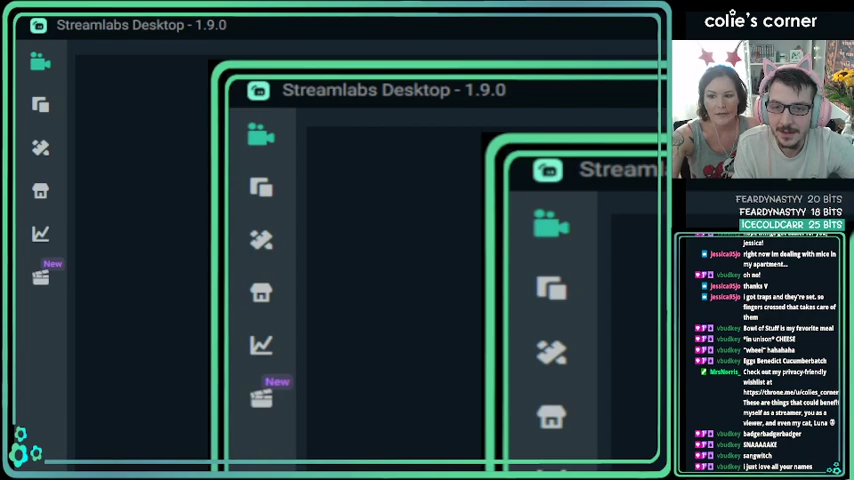 Streamlabs Desktop - 1.9.0
New
Streamlabs Desktop - 1.9.0
New
Streamla
colie's corner
FEARDYNASTYY 20 BITS
FEARDYNASTYY 18 BITS
ICECOLDCARR 25 BITS
jessica!
Jessica95jo right now im dealing with mice in
my apartment...
vbudkey oh no!
Jessica95jo thanks V
Jessica95jo i got traps and they're set. so
fingers crossed that takes care of
them
vbudkey Bowl of Stuff is my favorite meal
vbudkey *in unison* CHEESE
vbudkey "wheel" hahahaha
vbudkey Eggs Benedict Cucumberbatch
MrsNorris_ Check out my privacy-friendly
wishlist at
https://throne.me/u/colies_corner
These are things that could benefit
myself as a streamer, you as a
viewer, and even my cat, Luna
vbudkey badgerbadgerbadger
vbudkey SNAAAAAKE
vbudkey sangwitch
vbudkey i just love all your names